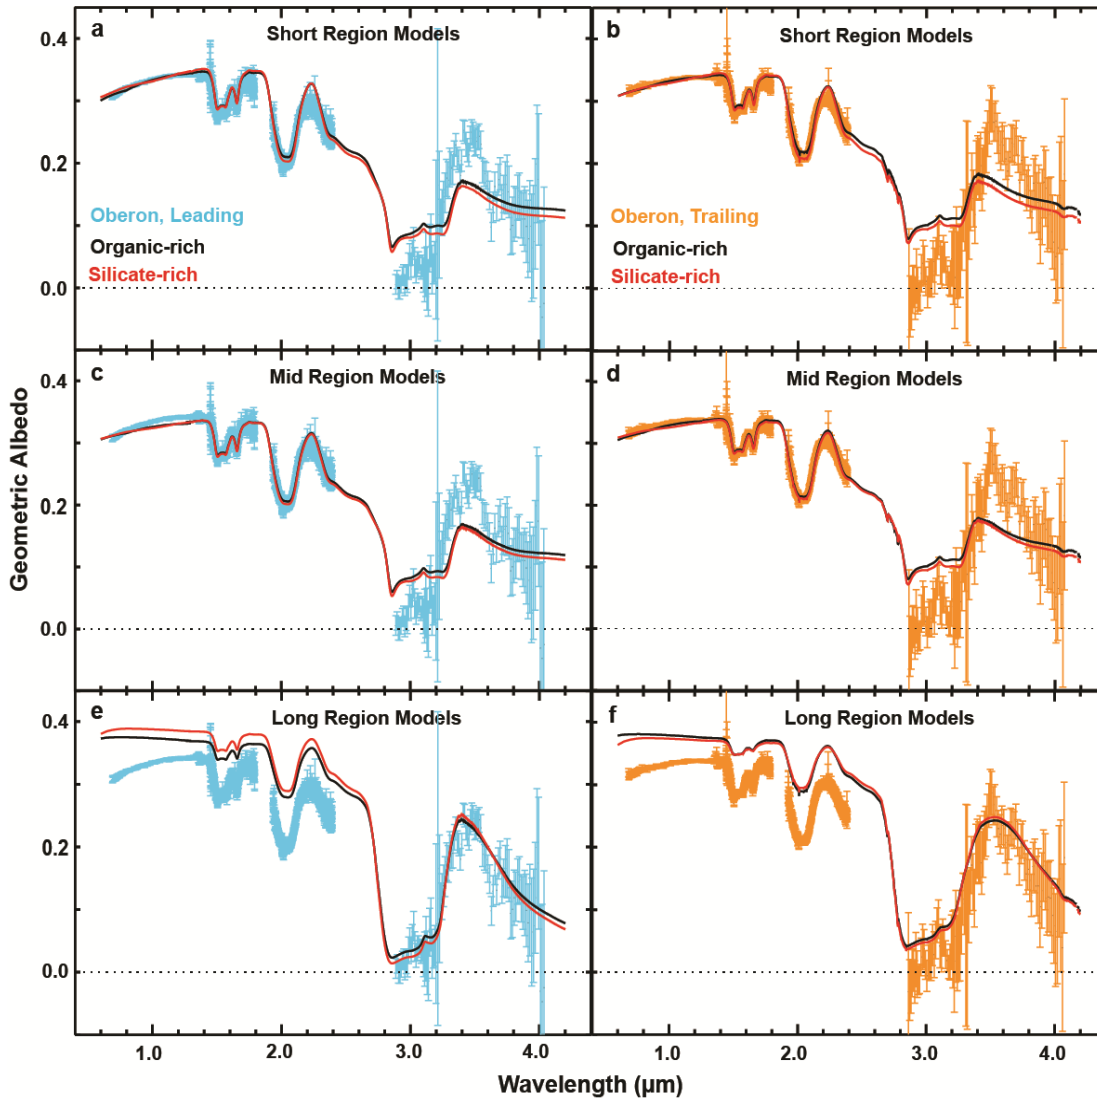 a
Short Region Models
b
Short Region Models
0.4
0.2
0.0
Oberon, Leading
Organic-rich
Silicate-rich
Oberon, Trailing
Organic-rich
Silicate-rich
c
Mid Region Models
d
Mid Region Models
0.4
0.2
0.0
Geometric Albedo
e
Long Region Models
f
Long Region Models
0.4
0.2
0.0
1.0 2.0 3.0 4.0
1.0 2.0 3.0 4.0
Wavelength (μm)